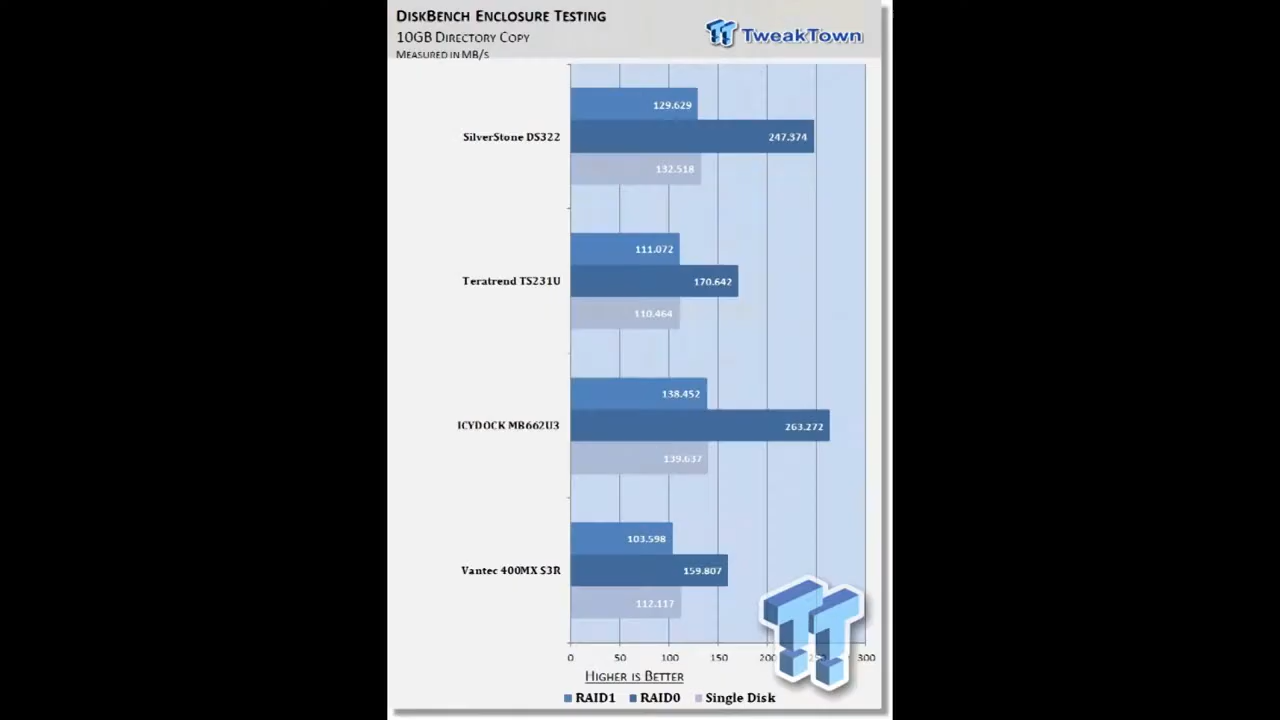 DiskBench Enclosure Testing
10GB Directory Copy
Measured in MB/s
TweakTown
129.629
SilverStone DS322
247.374
132.518
111.072
Teratrend TS231U
170.642
110.464
138.452
ICYDOCK MB662U3
263.272
139.637
103.598
Vantec 400MX S3R
159.807
112.117
TT
0 50 100 150 200 250 300
Higher is Better
RAID1 RAID0 Single Disk